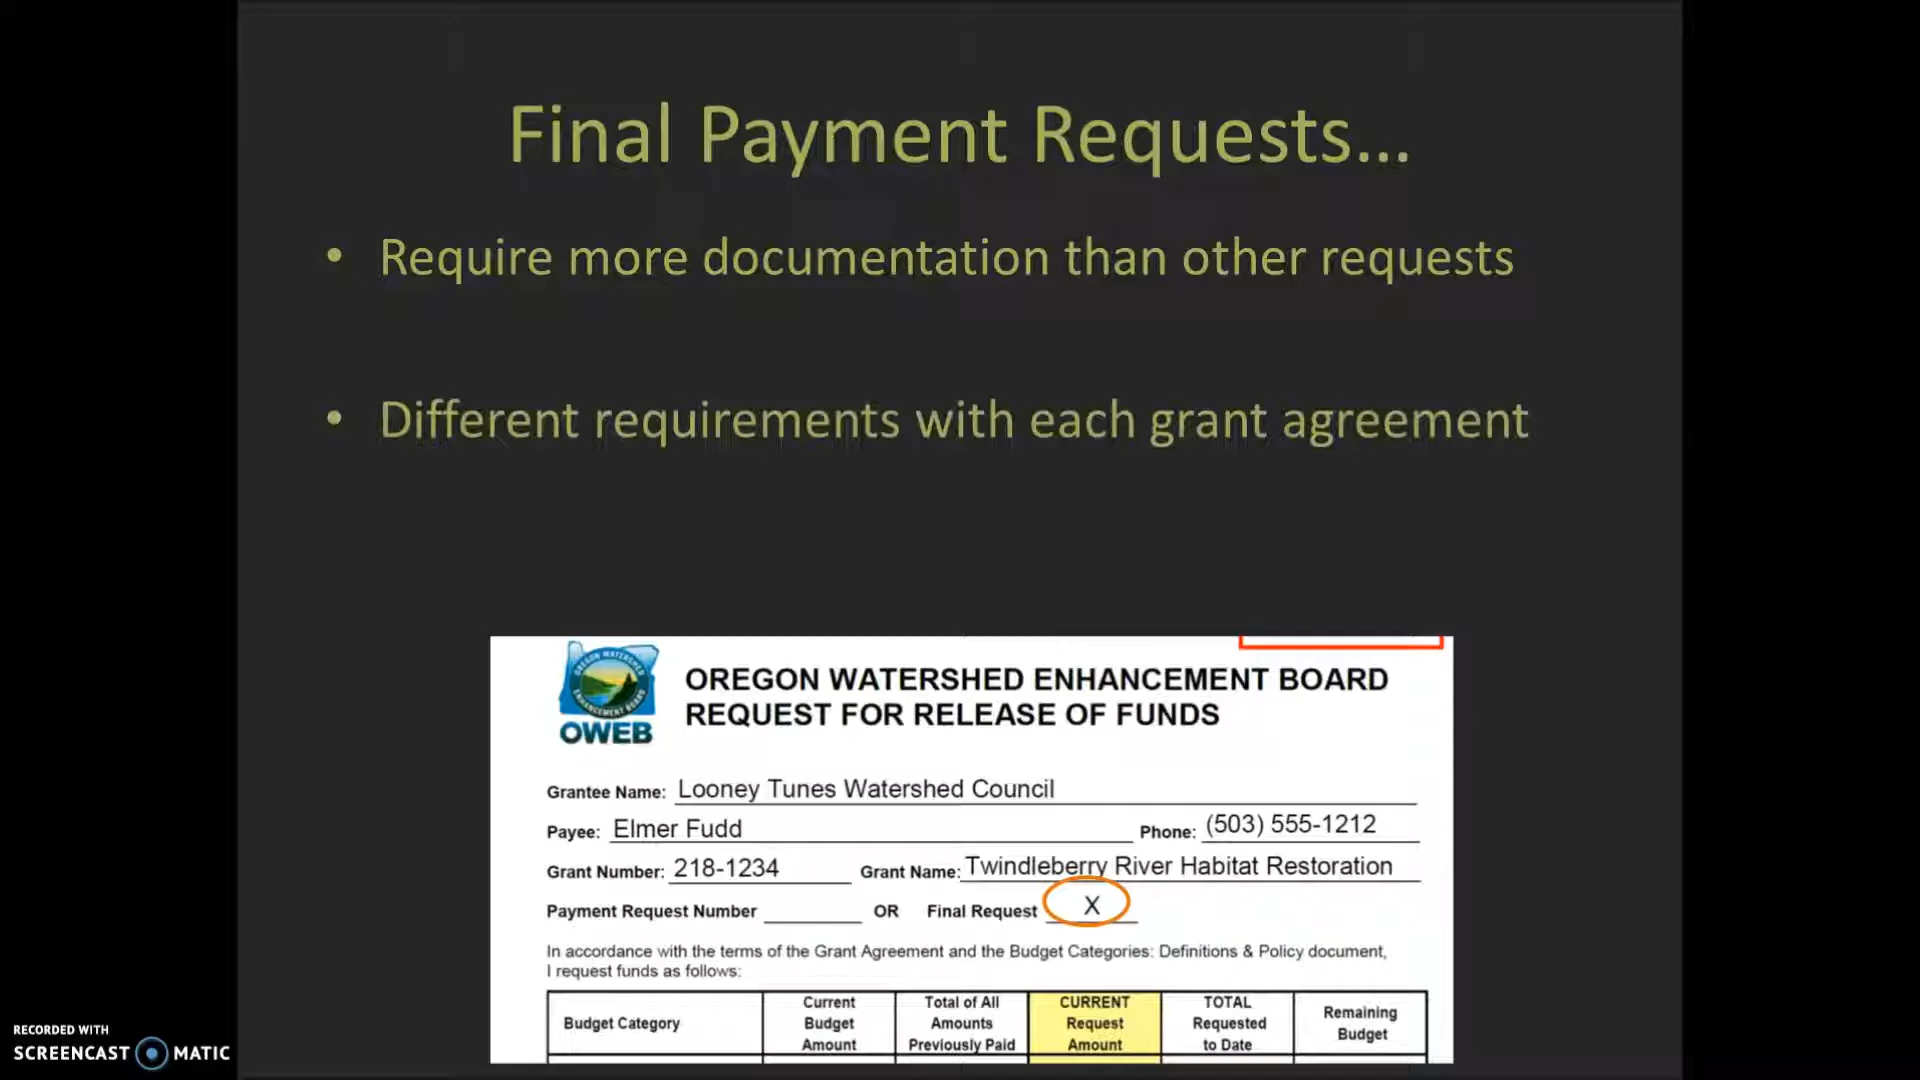 Final Payment Requests...
• Require more documentation than other requests
• Different requirements with each grant agreement
OREGON WATERSHED ENHANCEMENT BOARD
OWEB
OREGON WATERSHED ENHANCEMENT BOARD
REQUEST FOR RELEASE OF FUNDS
Grantee Name: Looney Tunes Watershed Council
Payee: Elmer Fudd Phone: (503) 555-1212
Grant Number: 218-1234 Grant Name: Twindleberry River Habitat Restoration
Payment Request Number OR Final Request X
In accordance with the terms of the Grant Agreement and the Budget Categories: Definitions & Policy document,
I request funds as follows:
Budget Category
Current
Budget
Amount
Total of All
Amounts
Previously Paid
CURRENT
Request
Amount
TOTAL
Requested
to Date
Remaining
Budget
RECORDED WITH
SCREENCAST MATIC